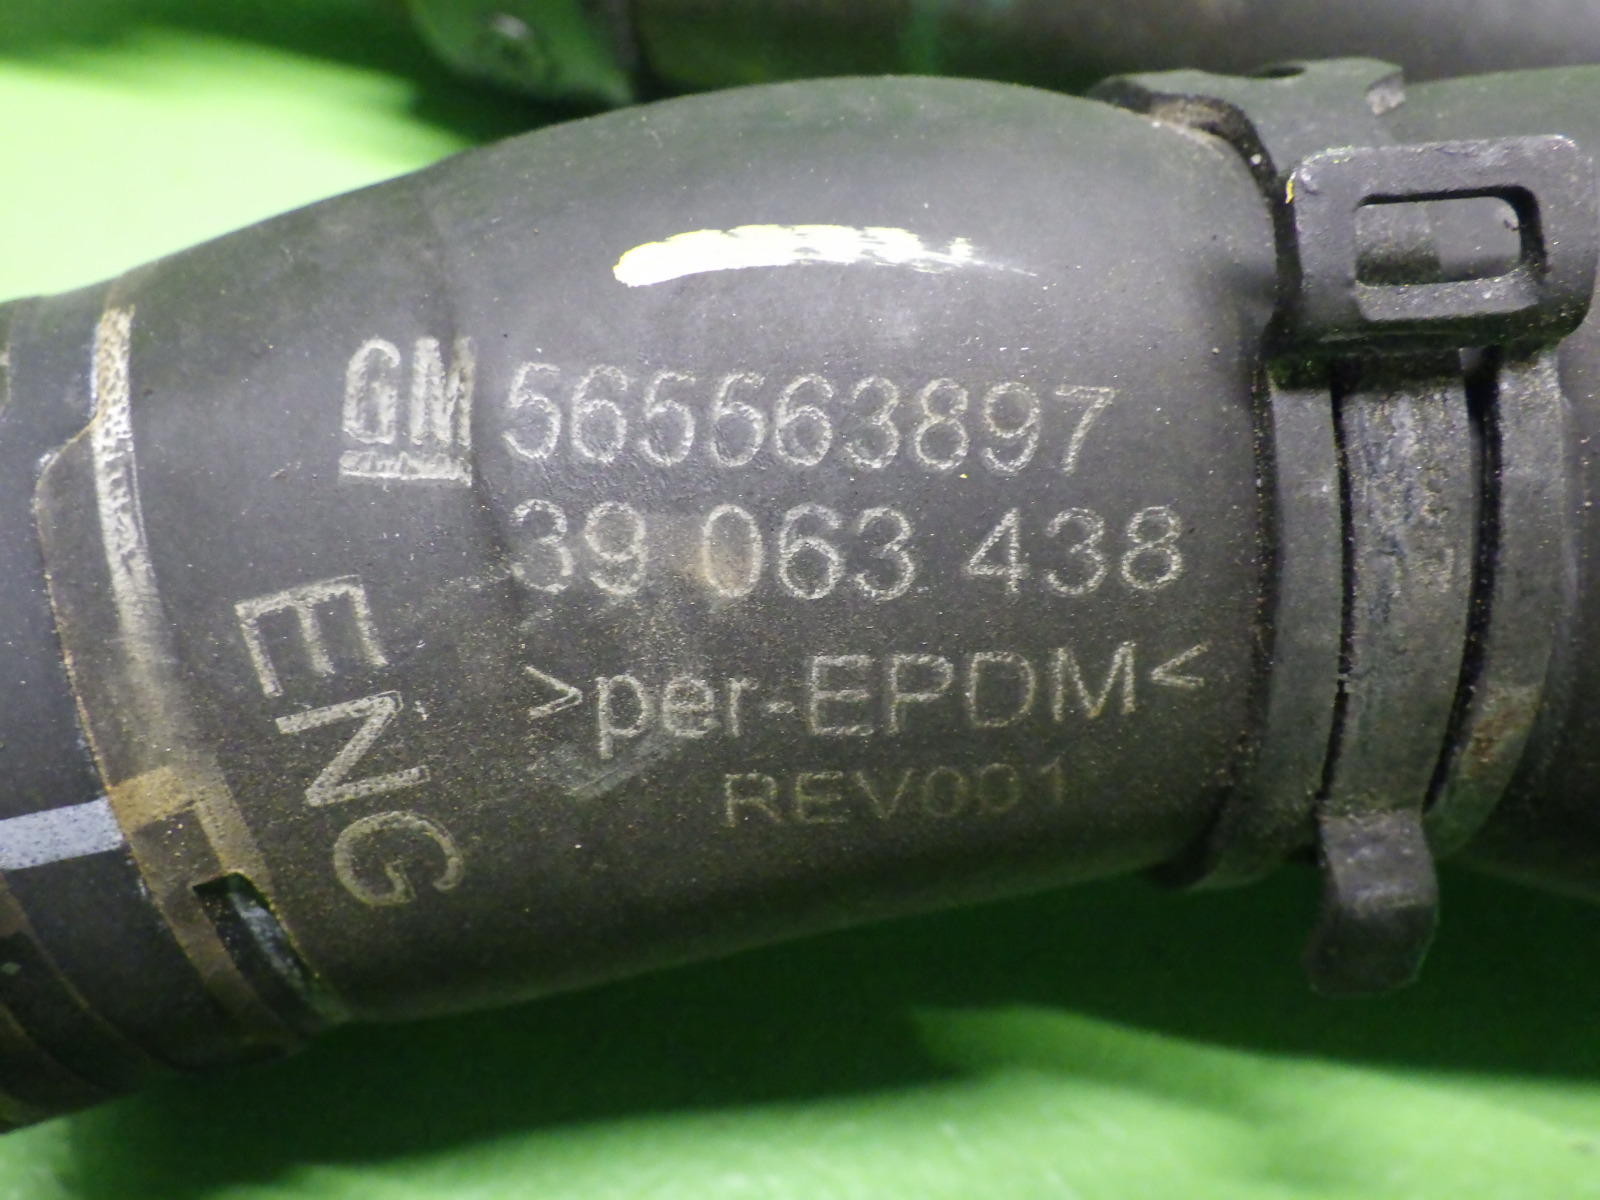 GM 565663897
39 063 438
>per-EPDM<
REV001
ENG